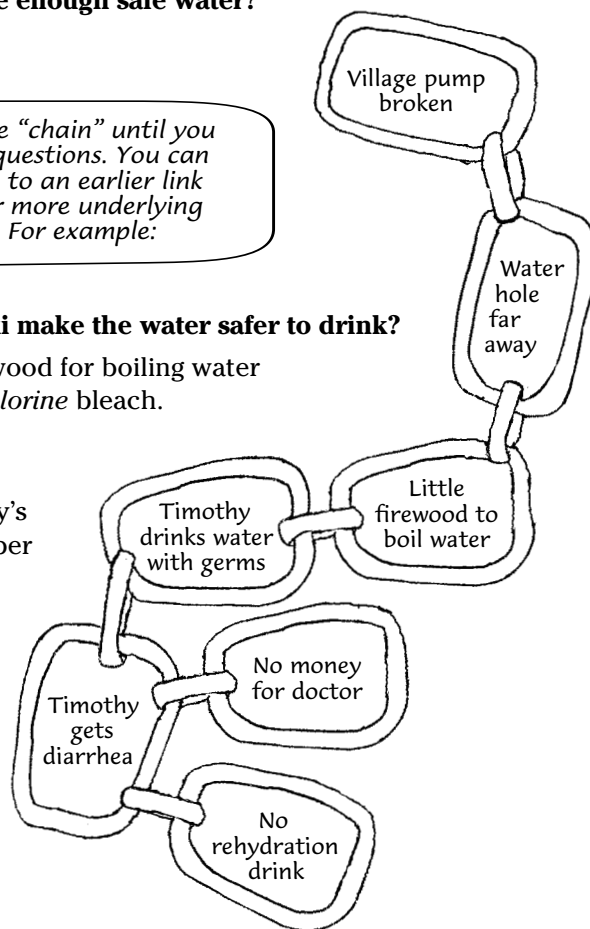 e enough safe water?
e “chain” until you
questions. You can
to an earlier link
r more underlying
For example:
i make the water safer to drink?
wood for boiling water
lorine bleach.
y’s
per
Village pump
broken
Water
hole
far
away
Little
firewood to
boil water
Timothy
drinks water
with germs
No money
for doctor
Timothy
gets
diarrhea
No
rehydration
drink